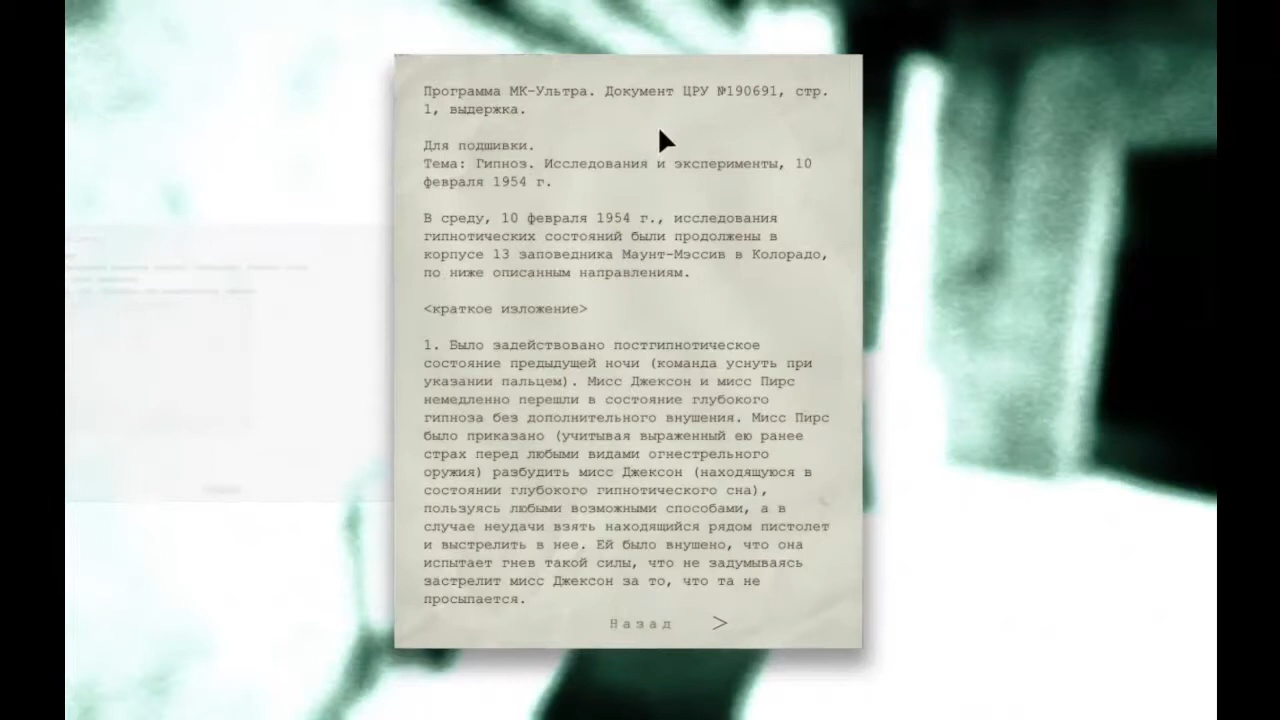 Программа МК-Ультра. Документ ЦРУ №190691, стр.
1, выдержка.
Для подшивки.
Тема: Гипноз. Исследования и эксперименты, 10
февраля 1954 г.
В среду, 10 февраля 1954 г., исследования
гипнотических состояний были продолжены в
корпусе 13 заповедника Маунт-Мэссив в Колорадо,
по ниже описанным направлениям.
<краткое изложение>
1. Было задействовано постгипнотическое
состояние предыдущей ночи (команда уснуть при
указании пальцем). Мисс Джексон и мисс Пирс
немедленно перешли в состояние глубокого
гипноза без дополнительного внушения. Мисс Пирс
было приказано (учитывая выраженный ею ранее
страх перед любыми видами огнестрельного
оружия) разбудить мисс Джексон (находящуюся в
состоянии глубокого гипнотического сна),
пользуясь любыми возможными способами, а в
случае неудачи взять находящийся рядом пистолет
и выстрелить в нее. Ей было внушено, что она
испытает гнев такой силы, что не задумываясь
застрелит мисс Джексон за то, что та не
просыпается.
Назад >